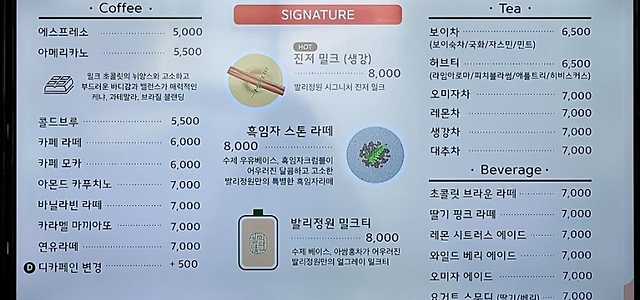 · Coffee ·
에스프레소 5,000
아메리카노 5,500
밀크 초콜릿의 뉘앙스와 고소하고
부드러운 바디감과 밸런스가 매력적인
케냐, 과테말라, 브라질 블렌딩
콜드브루 5,500
카페 라떼 6,000
카페 모카 6,000
아몬드 카푸치노 7,000
바닐라빈 라떼 7,000
카라멜 마끼아또 7,000
연유라떼 7,000
D 디카페인 변경 + 500
SIGNATURE
HOT
진저 밀크 (생강)
8,000
발리정원 시그니처 진저 밀크
흑임자 스톤 라떼
8,000
수제 우유베이스, 흑임자크럼블이
어우러진 달콤하고 고소한
발리정원만의 특별한 흑임자라떼
발리정원 밀크티
8,000
수제 베이스, 아쌈홍차가 어우러진
발리정원만의 얼그레이 밀크티
· Tea ·
보이차 6,500
(보이숙차/국화/자스민/민트)
허브티 6,500
(라임아로마/피치블라썸/애플트리/히비스커스)
오미자차 7,000
레몬차 7,000
생강차 7,000
대추차 7,000
· Beverage ·
초콜릿 브라운 라떼 7,000
딸기 핑크 라떼 7,000
레몬 시트러스 에이드 7,000
와일드 베리 에이드 7,000
오미자 에이드 7,000
요거트 스무디 (딸기/베리) 7,000